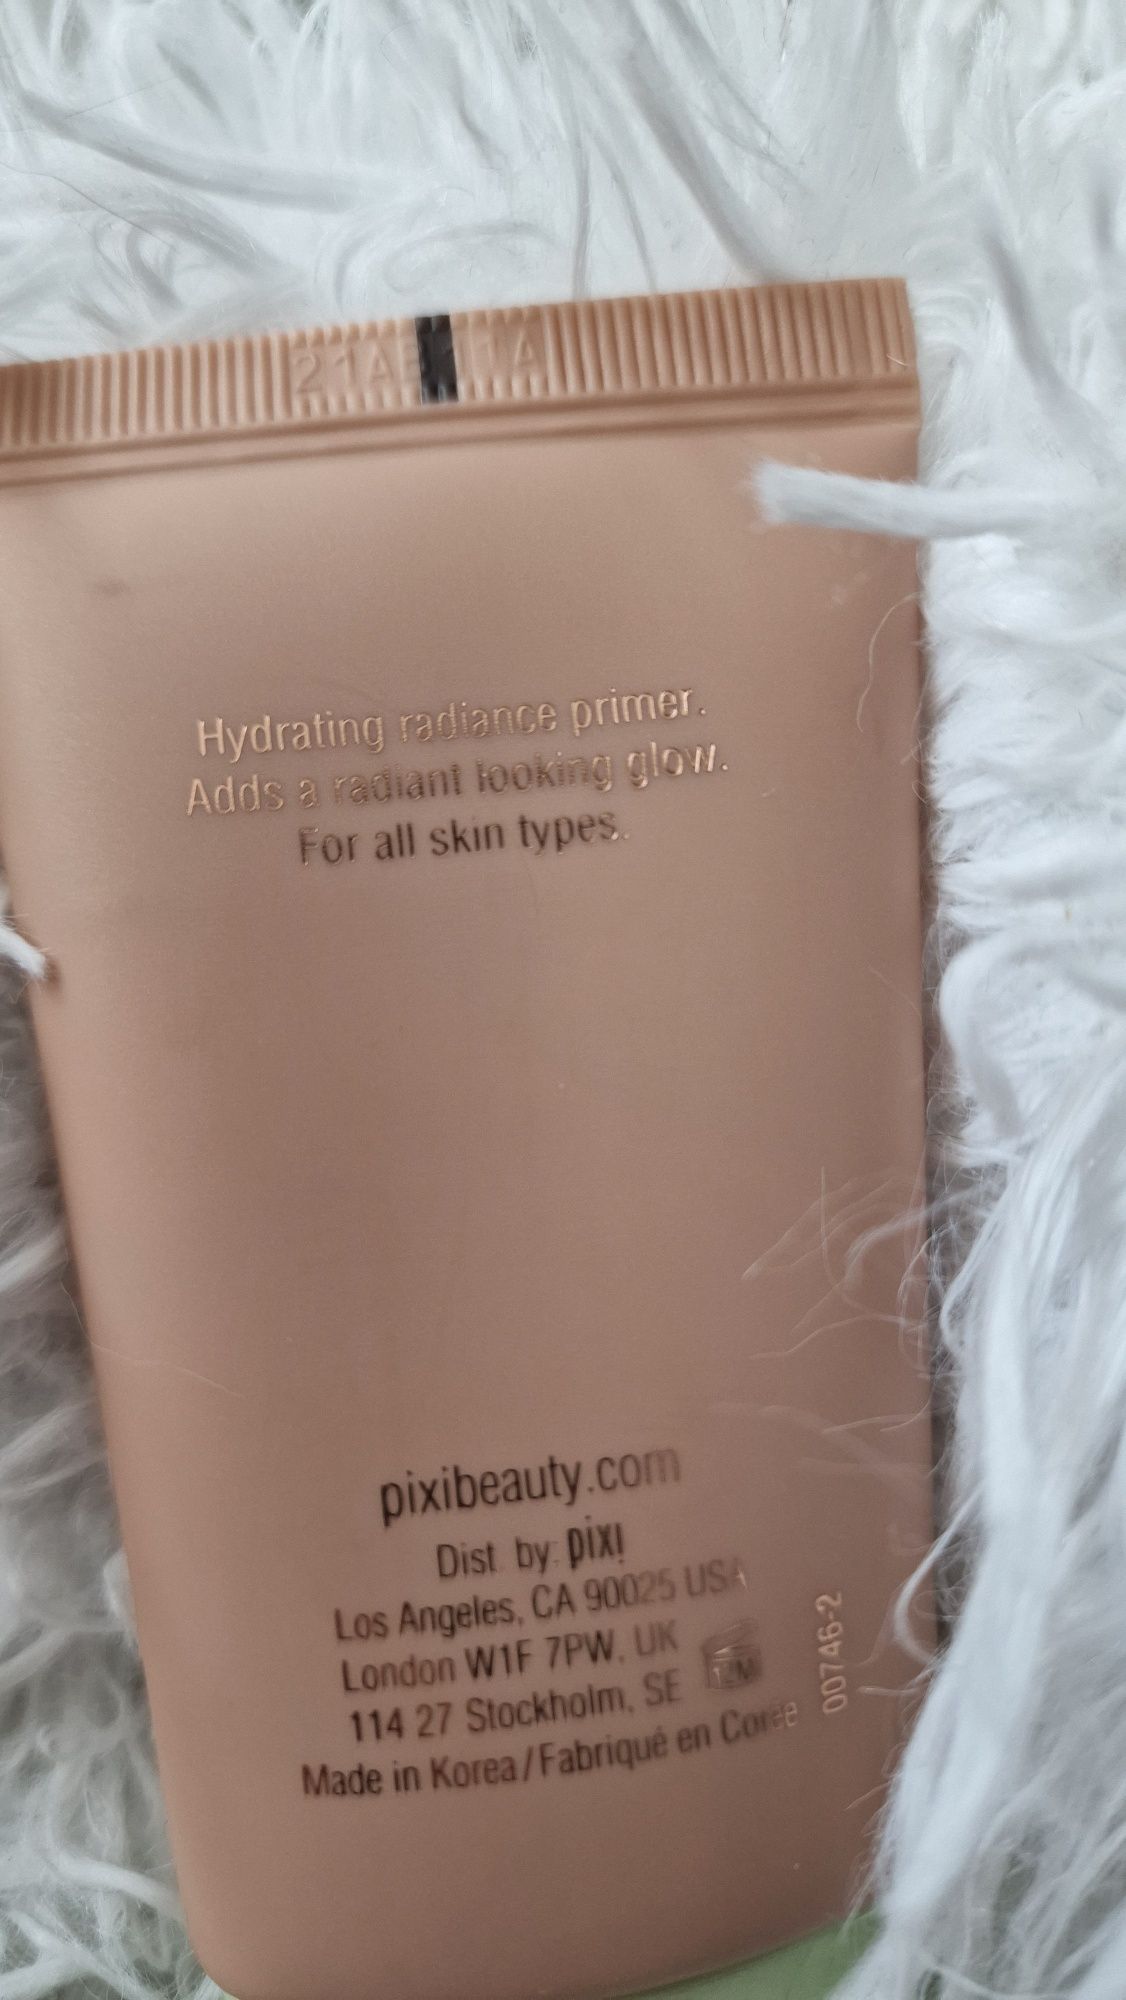 Hydrating radiance primer.
Adds a radiant looking glow.
For all skin types.
pixibeauty.com
Dist. by: pixi
Los Angeles, CA 90025 USA
London W1F 7PW, UK
114 27 Stockholm, SE
12M
Made in Korea/Fabriqué en Corée
00746-2